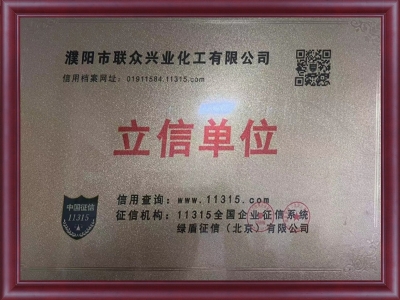 濮阳市联众兴业化工有限公司
信用档案网址：01911584.11315.com
立信单位
中国征信
11315
信用查询：www.11315.com
征信机构：11315全国企业征信系统
绿盾征信（北京）有限公司